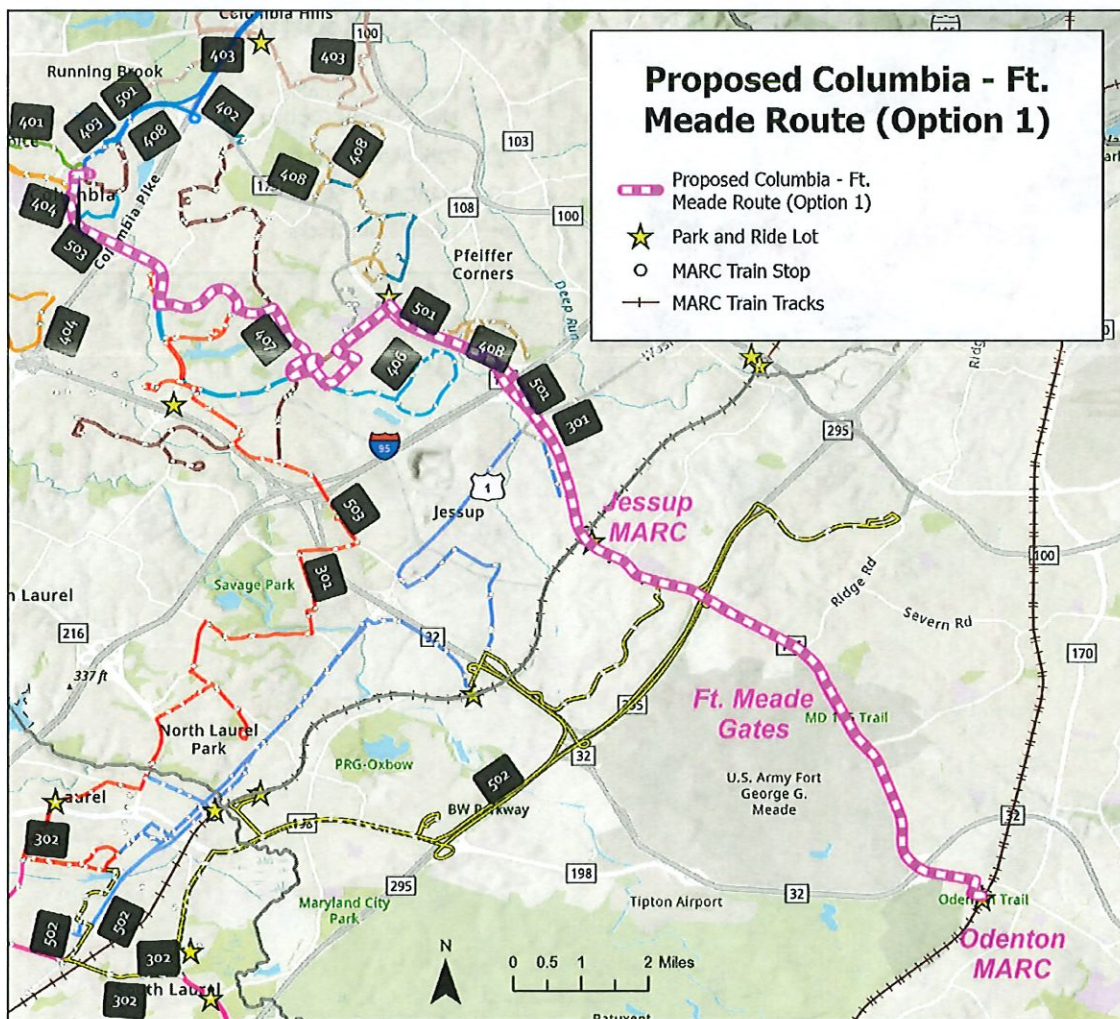 Proposed Columbia - Ft.
Meade Route (Option 1)
Proposed Columbia - Ft.
Meade Route (Option 1)
Park and Ride Lot
MARC Train Stop
MARC Train Tracks
Columbia Hills
100
403
403
Running Brook
501
403
408
402
401
408
408
103
108
100
404
503
Columbia Pike
Pfeiffer
Corners
Deep Run
501
404
407
406
408
501
301
95
1
295
Jessup
MARC
Jessup
503
100
Ridge Rd
Severn Rd
Savage Park
301
216
32
170
337 ft
Ft. Meade
Gates
MD 175 Trail
North Laurel
Park
PRG-Oxbow
32
U.S. Army Fort
George G.
Meade
502
BW Parkway
32
302
198
198
295
32
Tipton Airport
Odenton Trail
Maryland City
Park
Odenton
MARC
502
502
302
302
North Laurel
N
0 0.5 1 2 Miles